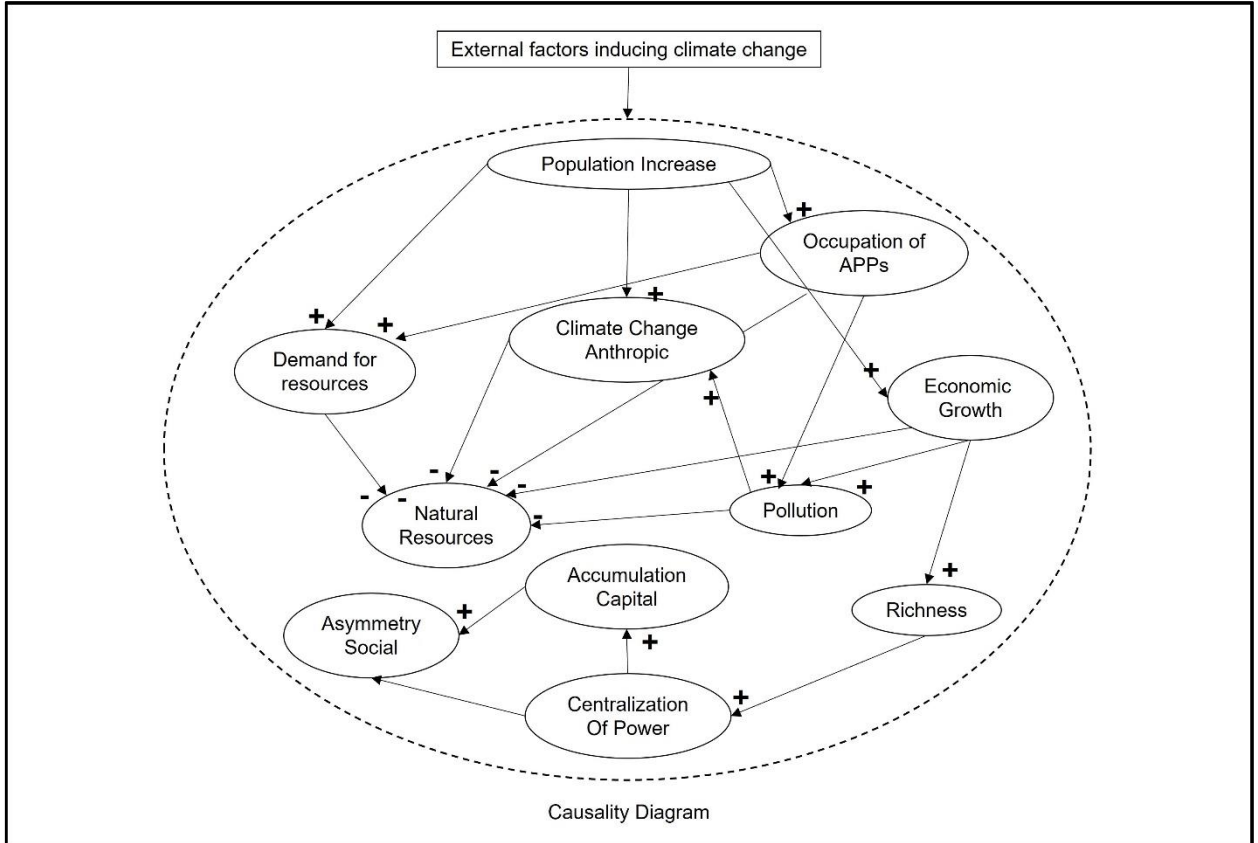 External factors inducing climate change
Population Increase
+
Occupation of
APPs
+
Climate Change
Anthropic
+
+
Demand for
resources
+
Economic
Growth
+
-
-
-
-
-
-
Natural
Resources
+
+
Pollution
Accumulation
Capital
+
Richness
+
Asymmetry
Social
+
Centralization
Of Power
+
Causality Diagram